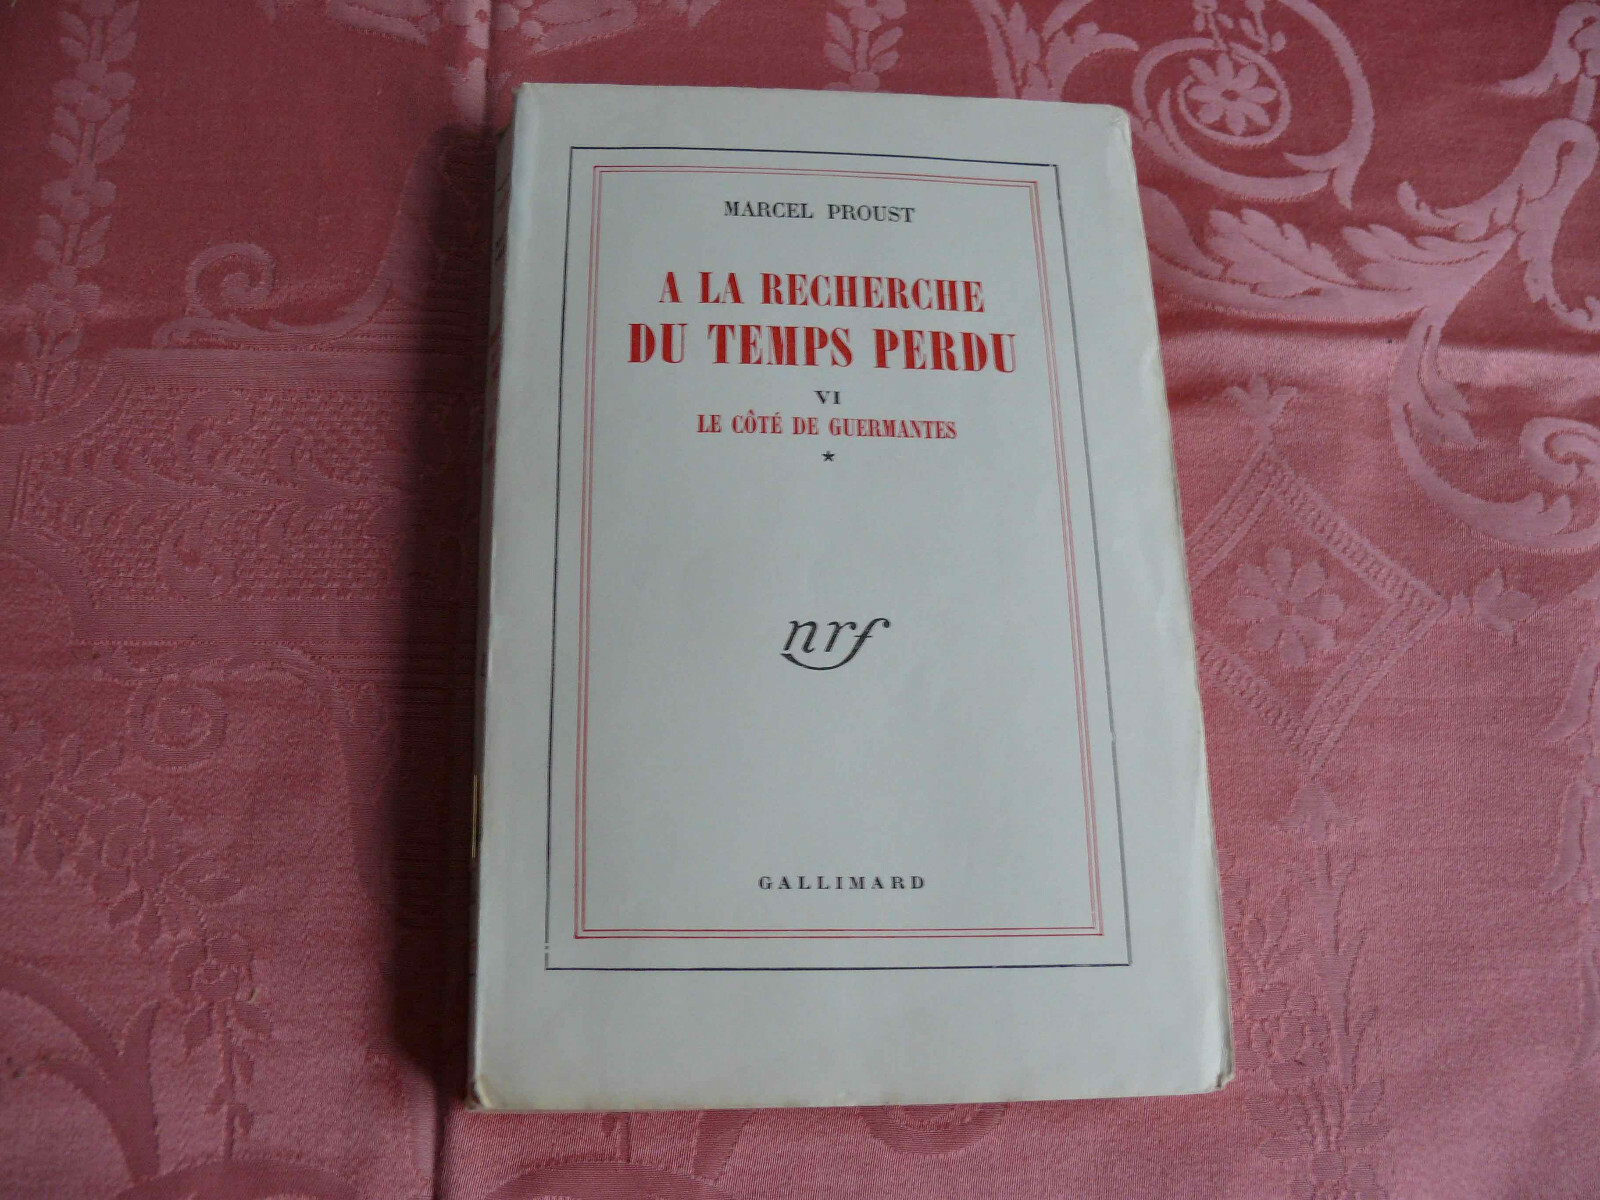 MARCEL PROUST
A LA RECHERCHE
DU TEMPS PERDU
VI
LE CÔTÉ DE GUERMANTES
*
nrf
GALLIMARD